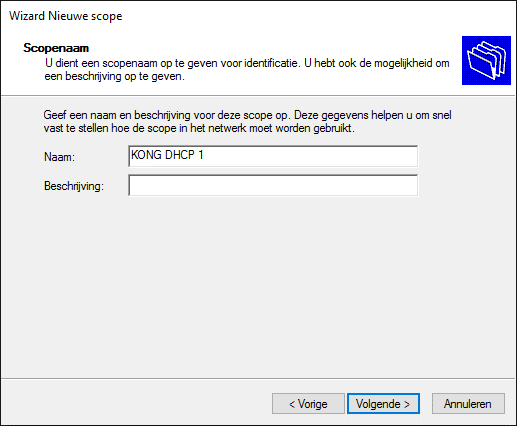 Wizard Nieuwe scope
Scopenaam
U dient een scopenaam op te geven voor identificatie. U hebt ook de mogelijkheid om
een beschrijving op te geven.
Geef een naam en beschrijving voor deze scope op. Deze gegevens helpen u om snel
vast te stellen hoe de scope in het netwerk moet worden gebruikt.
Naam: KONG DHCP 1
Beschrijving:
< Vorige Volgende > Annuleren